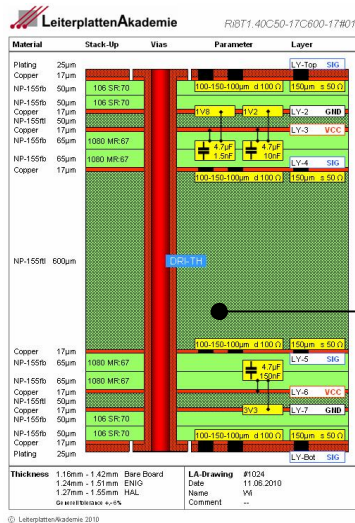 LeiterplattenAkademie Ri8T1.40C50-17C600-17#01
Material Stack-Up Vias Parameter Layer
Plating 25µm LY-Top SIG
Copper 17µm
NP-155fb 50µm 106 SR:70 100-150-100µm d 100 Ω 150µm s 50 Ω
NP-155fb 50µm 106 SR:70
Copper 17µm 1V8 1V2 LY-2 GND
NP-155ftl 50µm
Copper 17µm LY-3 VCC
NP-155fb 65µm 1080 MR:67 4.7µF 4.7µF
1.5nF 10nF
NP-155fb 65µm 1080 MR:67 LY-4 SIG
Copper 17µm 100-150-100µm d 100 Ω 150µm s 50 Ω
NP-155ftl 600µm DRI-TH
Copper 17µm 100-150-100µm d 100 Ω 150µm s 50 Ω
NP-155fb 65µm 1080 MR:67 LY-5 SIG
4.7µF
150nF
NP-155fb 65µm 1080 MR:67
Copper 17µm LY-6 VCC
NP-155ftl 50µm
Copper 17µm 3V3 LY-7 GND
NP-155fb 50µm 106 SR:70
NP-155fb 50µm 106 SR:70 100-150-100µm d 100 Ω 150µm s 50 Ω
Copper 17µm
Plating 25µm LY-Bot SIG
Thickness 1.16mm - 1.42mm Bare Board LA-Drawing #1024
1.24mm - 1.51mm ENIG Date 11.06.2010
1.27mm - 1.55mm HAL Name Wi
Generell tolerance +,- 6% Comment --
© LeiterplattenAkademie 2010